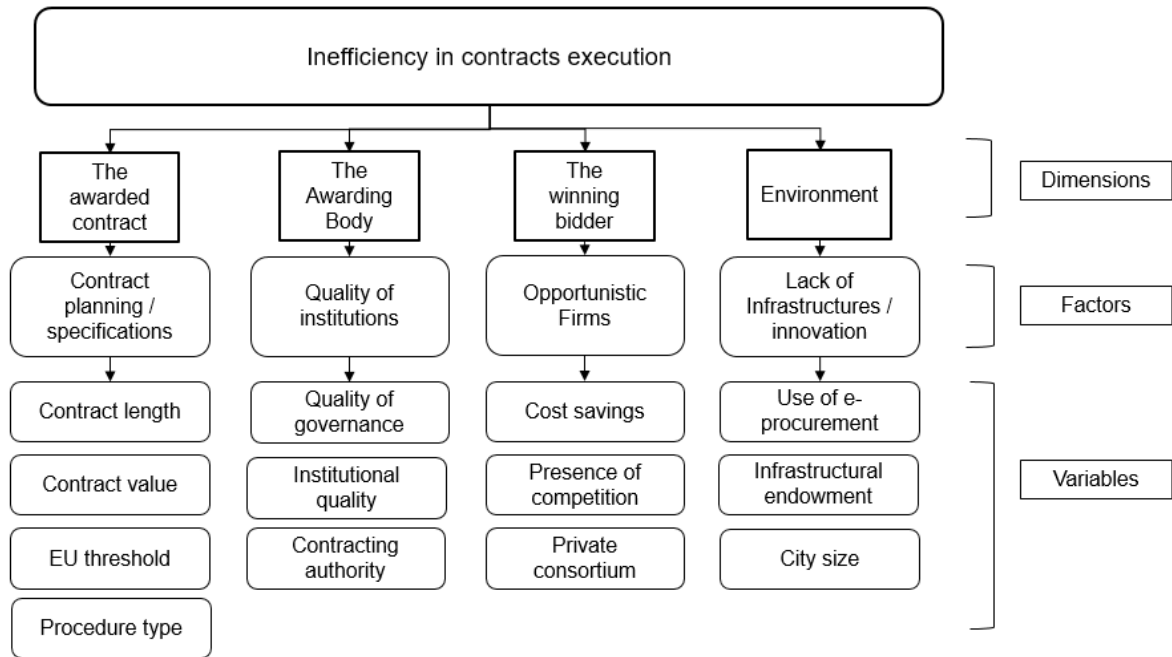 Inefficiency in contracts execution
The
awarded
contract
The
Awarding
Body
The
winning
bidder
Environment
Dimensions
Contract
planning /
specifications
Quality of
institutions
Opportunistic
Firms
Lack of
Infrastructures /
innovation
Factors
Contract length
Quality of
governance
Cost savings
Use of e-
procurement
Contract value
Institutional
quality
Presence of
competition
Infrastructural
endowment
Variables
EU threshold
Contracting
authority
Private
consortium
City size
Procedure type